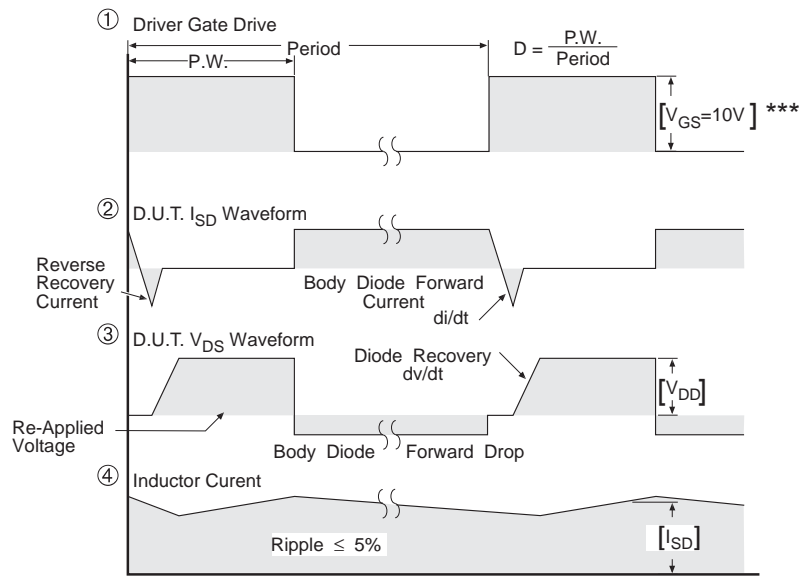 ① Driver Gate Drive
Period
P.W.
D = P.W. / Period
[V_GS=10V] ***
② D.U.T. I_SD Waveform
Reverse
Recovery
Current
Body Diode Forward
Current
di/dt
③ D.U.T. V_DS Waveform
Diode Recovery
dv/dt
[V_DD]
Re-Applied
Voltage
Body Diode Forward Drop
④ Inductor Curent
Ripple ≤ 5%
[I_SD]